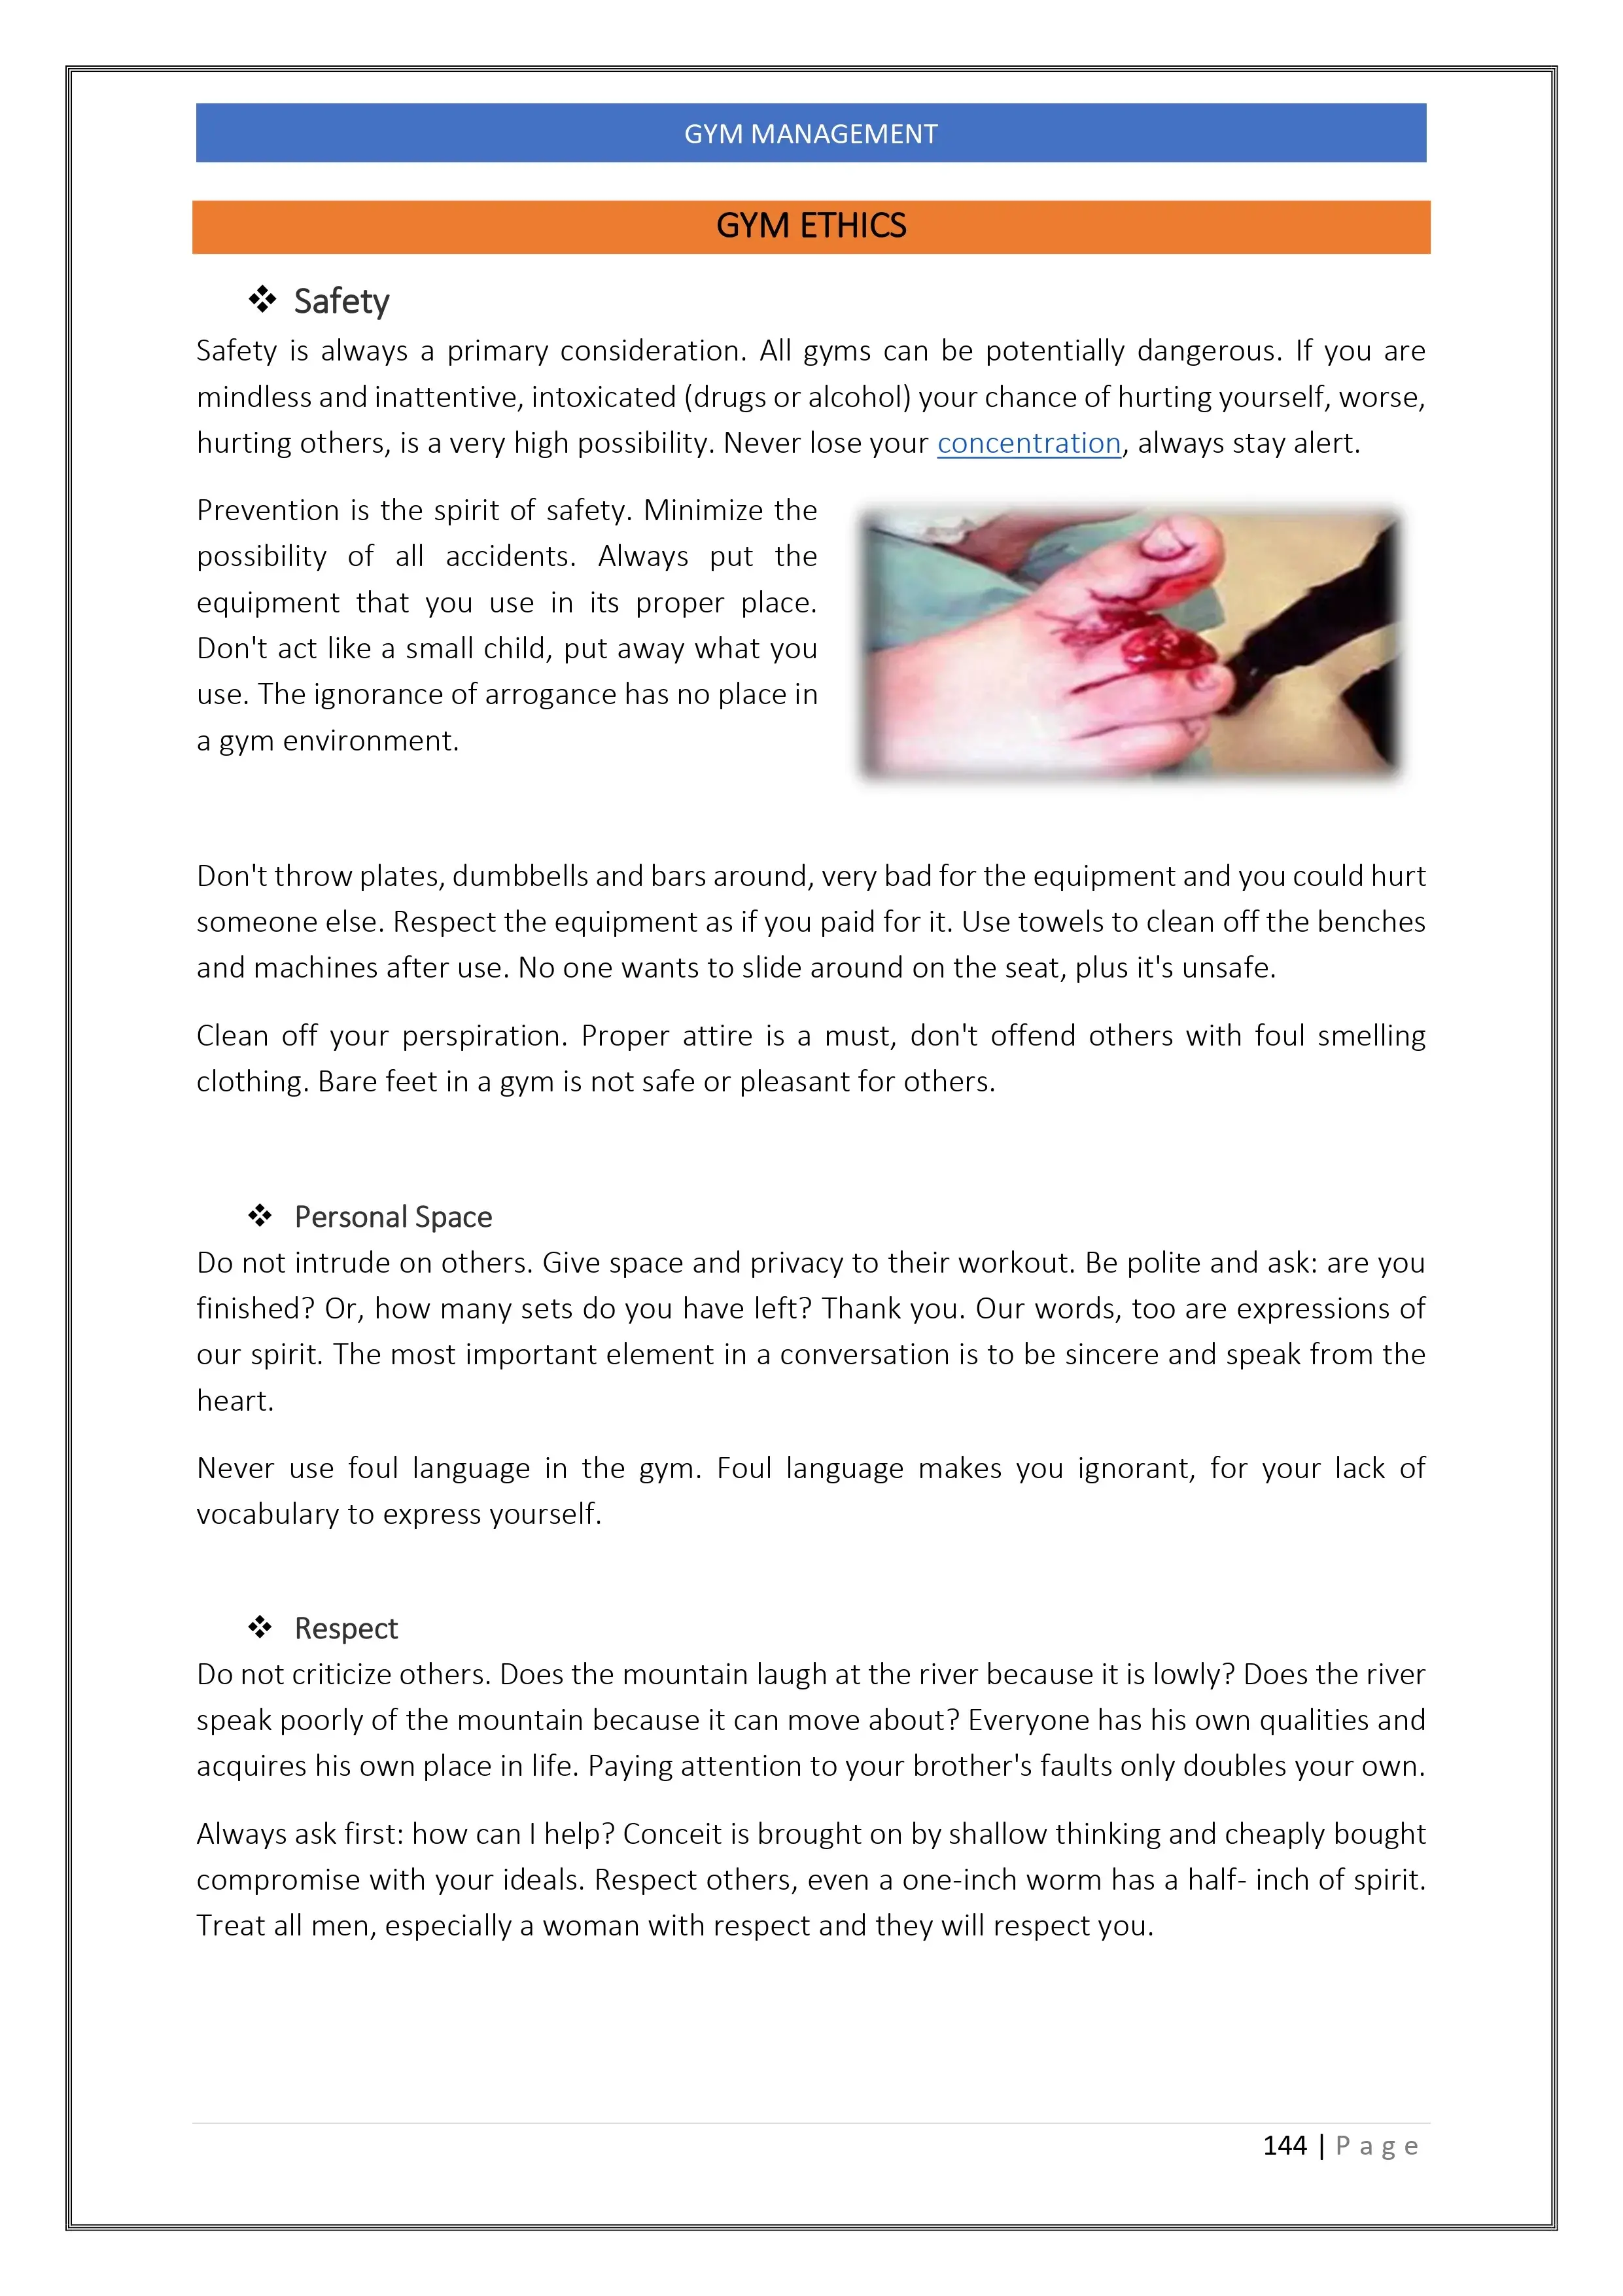 GYM MANAGEMENT
GYM ETHICS
❖ Safety
Safety is always a primary consideration. All gyms can be potentially dangerous. If you are
mindless and inattentive, intoxicated (drugs or alcohol) your chance of hurting yourself, worse,
hurting others, is a very high possibility. Never lose your concentration, always stay alert.
Prevention is the spirit of safety. Minimize the
possibility of all accidents. Always put the
equipment that you use in its proper place.
Don't act like a small child, put away what you
use. The ignorance of arrogance has no place in
a gym environment.
Don't throw plates, dumbbells and bars around, very bad for the equipment and you could hurt
someone else. Respect the equipment as if you paid for it. Use towels to clean off the benches
and machines after use. No one wants to slide around on the seat, plus it's unsafe.
Clean off your perspiration. Proper attire is a must, don't offend others with foul smelling
clothing. Bare feet in a gym is not safe or pleasant for others.
❖ Personal Space
Do not intrude on others. Give space and privacy to their workout. Be polite and ask: are you
finished? Or, how many sets do you have left? Thank you. Our words, too are expressions of
our spirit. The most important element in a conversation is to be sincere and speak from the
heart.
Never use foul language in the gym. Foul language makes you ignorant, for your lack of
vocabulary to express yourself.
❖ Respect
Do not criticize others. Does the mountain laugh at the river because it is lowly? Does the river
speak poorly of the mountain because it can move about? Everyone has his own qualities and
acquires his own place in life. Paying attention to your brother's faults only doubles your own.
Always ask first: how can I help? Conceit is brought on by shallow thinking and cheaply bought
compromise with your ideals. Respect others, even a one-inch worm has a half- inch of spirit.
Treat all men, especially a woman with respect and they will respect you.
144 | Page